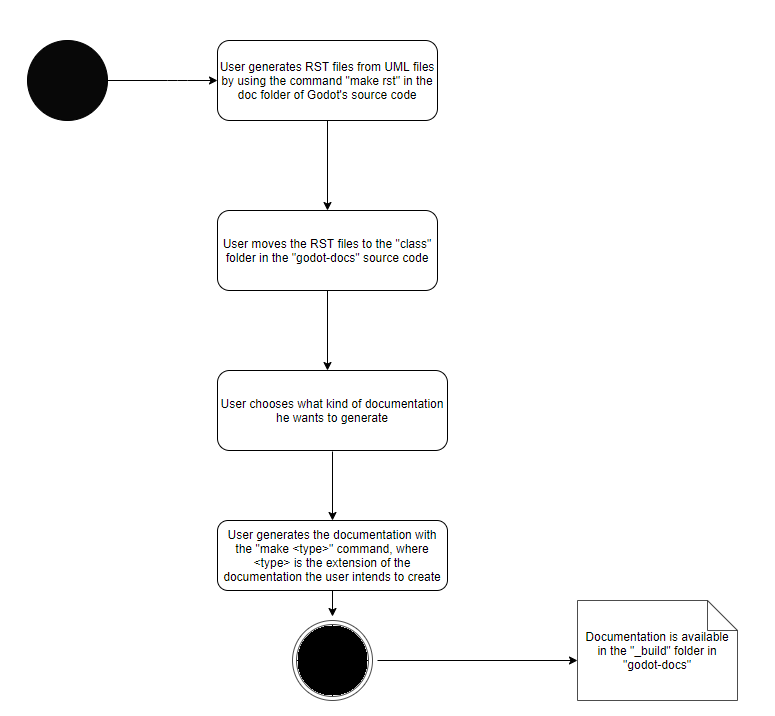 User generates RST files from UML files
by using the command "make rst" in the
doc folder of Godot's source code
User moves the RST files to the "class"
folder in the "godot-docs" source code
User chooses what kind of documentation
he wants to generate
User generates the documentation with
the "make <type>" command, where
<type> is the extension of the
documentation the user intends to create
Documentation is available
in the "_build" folder in
"godot-docs"